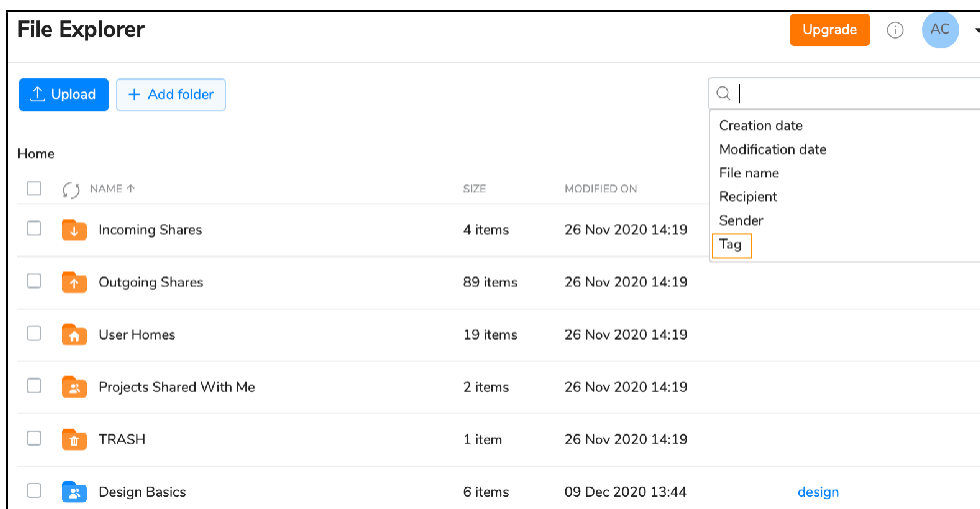 File Explorer
Upgrade
AC
Upload
Add folder
Creation date
Modification date
File name
Recipient
Sender
Tag
Home
NAME SIZE MODIFIED ON
Incoming Shares 4 items 26 Nov 2020 14:19
Outgoing Shares 89 items 26 Nov 2020 14:19
User Homes 19 items 26 Nov 2020 14:19
Projects Shared With Me 2 items 26 Nov 2020 14:19
TRASH 1 item 26 Nov 2020 14:19
Design Basics 6 items 09 Dec 2020 13:44 design